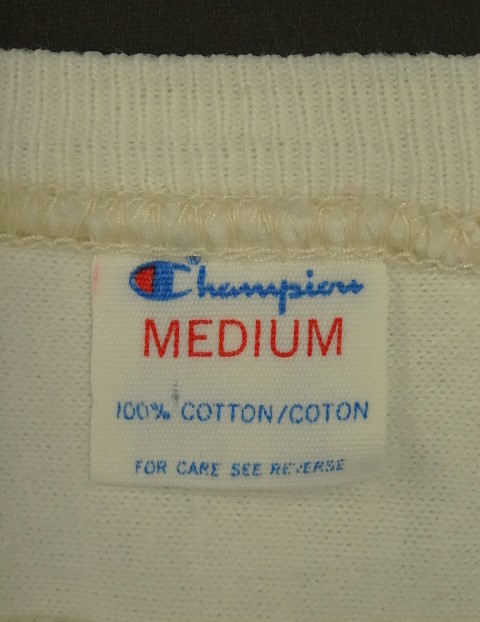 Champion®
MEDIUM
100% COTTON/COTON
FOR CARE SEE REVERSE